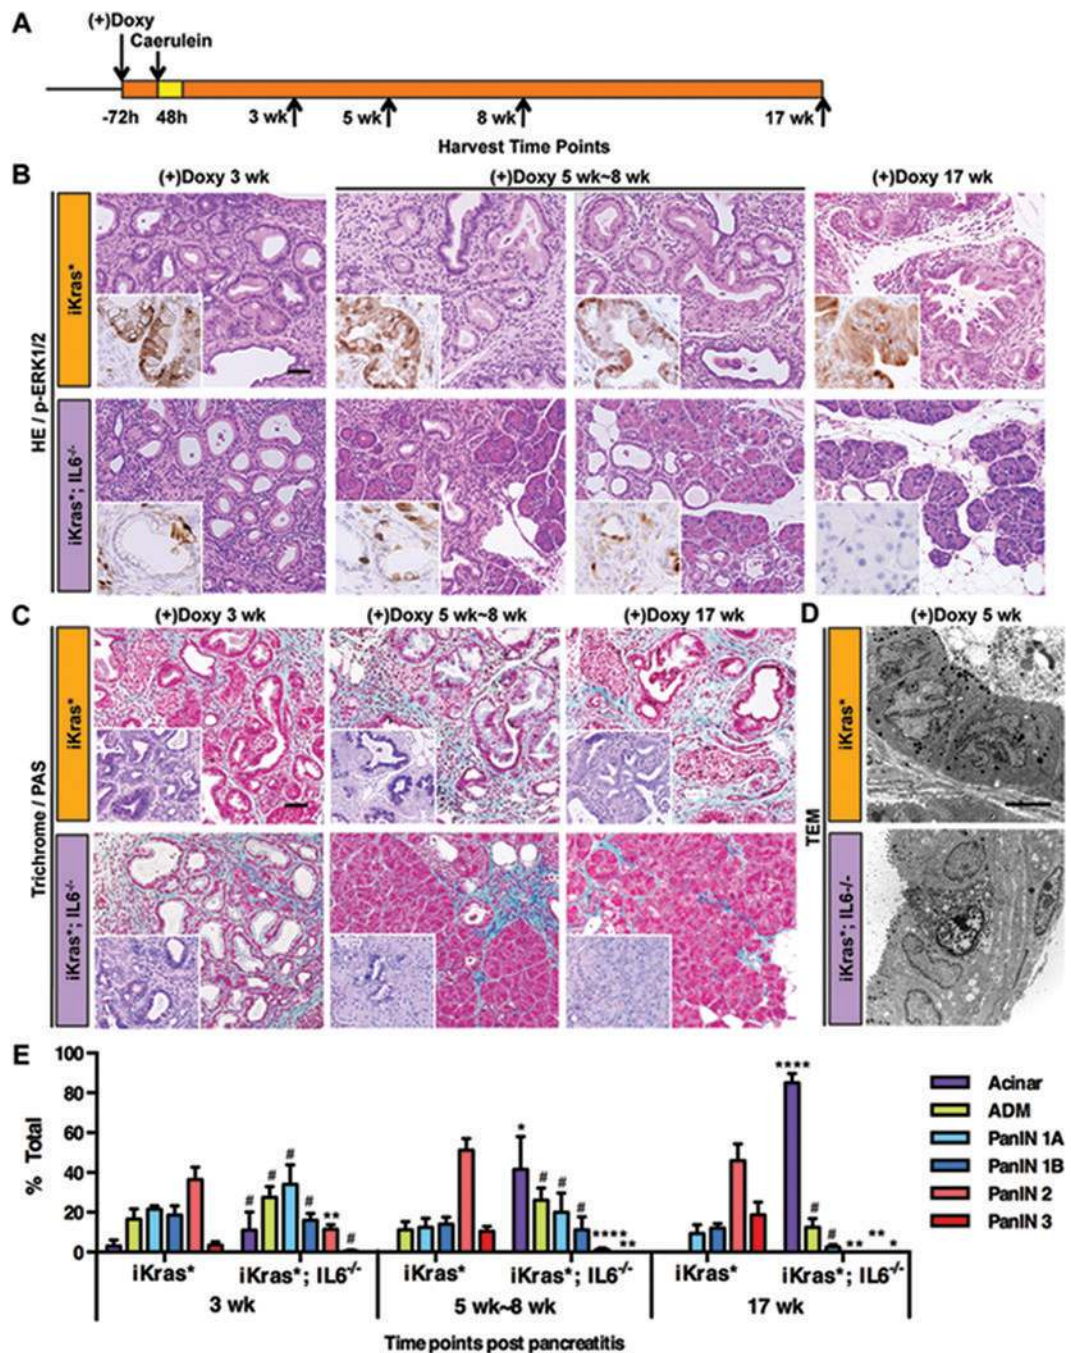 A
(+)Doxy
Caerulein
-72h 48h 3 wk 5 wk 8 wk 17 wk
Harvest Time Points
B
(+)Doxy 3 wk (+)Doxy 5 wk~8 wk (+)Doxy 17 wk
HE / p-ERK1/2
iKras*
iKras*; IL6-/-
C
(+)Doxy 3 wk (+)Doxy 5 wk~8 wk (+)Doxy 17 wk
Trichrome / PAS
iKras*
iKras*; IL6-/-
D
(+)Doxy 5 wk
TEM
iKras*
iKras*; IL6-/-
E
% Total
100
80
60
40
20
0
# # # # ** #
* # # # **** **
**** # # ** ** *
iKras* iKras*; IL6-/- iKras* iKras*; IL6-/- iKras* iKras*; IL6-/-
3 wk 5 wk~8 wk 17 wk
Time points post pancreatitis
Acinar
ADM
PanIN 1A
PanIN 1B
PanIN 2
PanIN 3